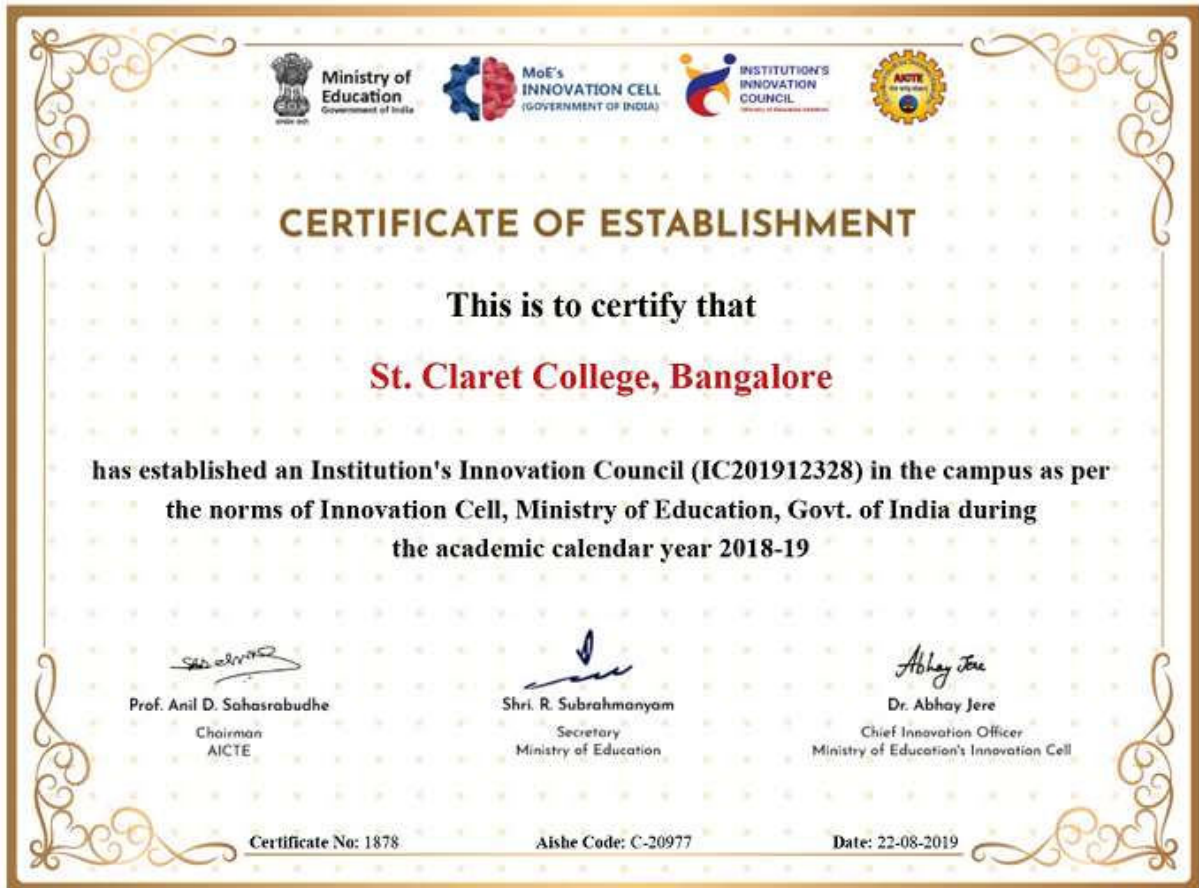 Ministry of
Education
Government of India
MoE's
INNOVATION CELL
(GOVERNMENT OF INDIA)
INSTITUTION'S
INNOVATION
COUNCIL
AICTE
CERTIFICATE OF ESTABLISHMENT
This is to certify that
St. Claret College, Bangalore
has established an Institution's Innovation Council (IC201912328) in the campus as per
the norms of Innovation Cell, Ministry of Education, Govt. of India during
the academic calendar year 2018-19
Abhay Jere
Prof. Anil D. Sahasrabudhe
Shri. R. Subrahmanyam
Dr. Abhay Jere
Chairman
Secretary
Chief Innovation Officer
AICTE
Ministry of Education
Ministry of Education's Innovation Cell
Certificate No: 1878
Aishe Code: C-20977
Date: 22-08-2019